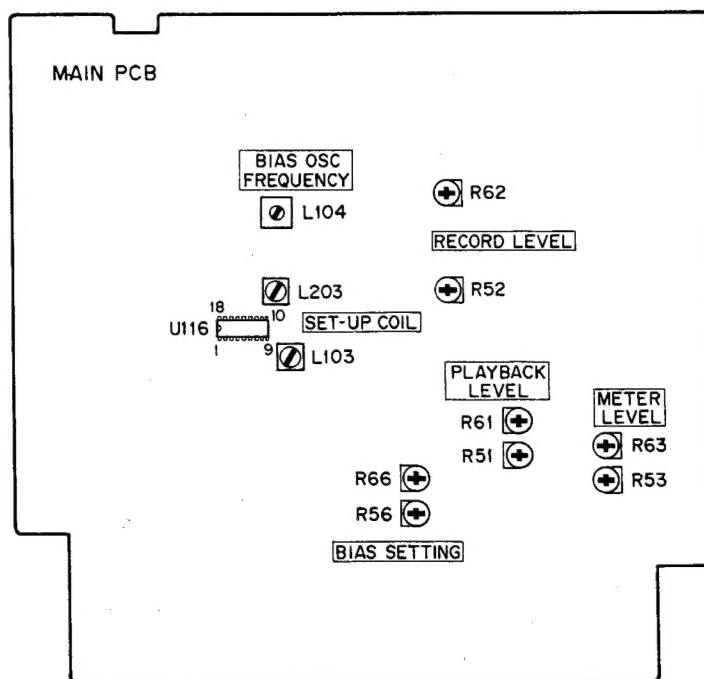 MAIN PCB
BIAS OSC
FREQUENCY
L104
R62
RECORD LEVEL
L203
R52
18
10
U116
SET-UP COIL
1
9
L103
PLAYBACK
LEVEL
METER
LEVEL
R61
R63
R51
R53
R66
R56
BIAS SETTING